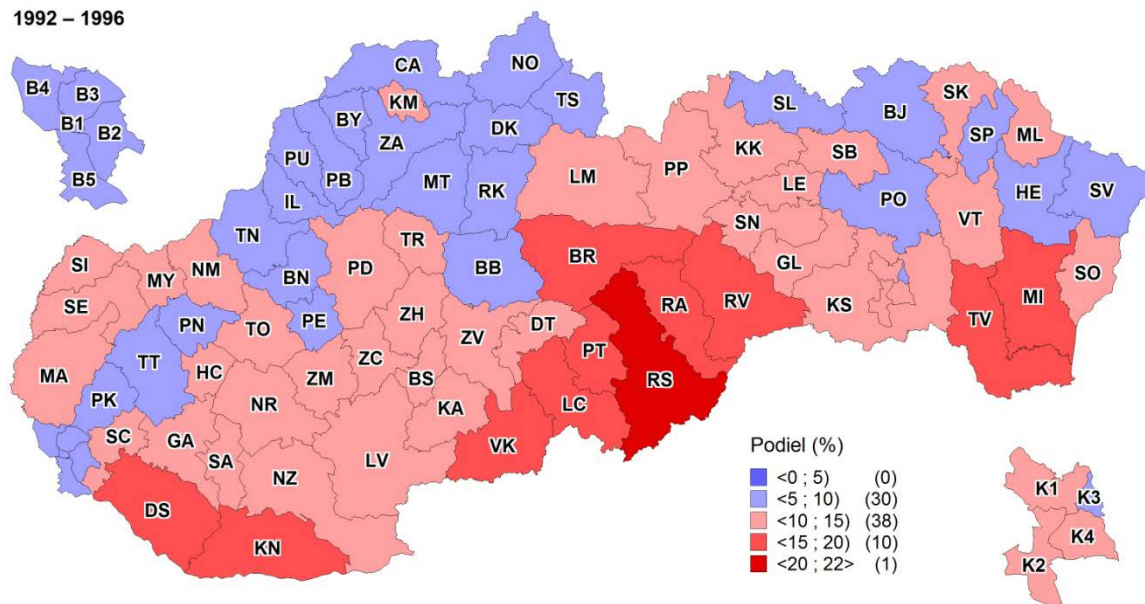 1992 – 1996
B4
B3
B1
B2
B5
CA
NO
KM
TS
BY
ZA
DK
PU
PB
MT
RK
IL
TN
BN
SL
BJ
SK
SP
ML
KK
SB
LM
PP
LE
PO
HE
SV
SN
VT
SI
MY
NM
PD
TR
BB
BR
GL
SO
SE
PN
TO
PE
ZH
ZV
DT
RA
RV
KS
TV
MI
MA
TT
HC
ZM
ZC
BS
PT
RS
PK
NR
KA
LC
SC
GA
SA
NZ
LV
VK
DS
KN
Podiel (%)
<0 ; 5) (0)
<5 ; 10) (30)
<10 ; 15) (38)
<15 ; 20) (10)
<20 ; 22> (1)
K1
K3
K4
K2